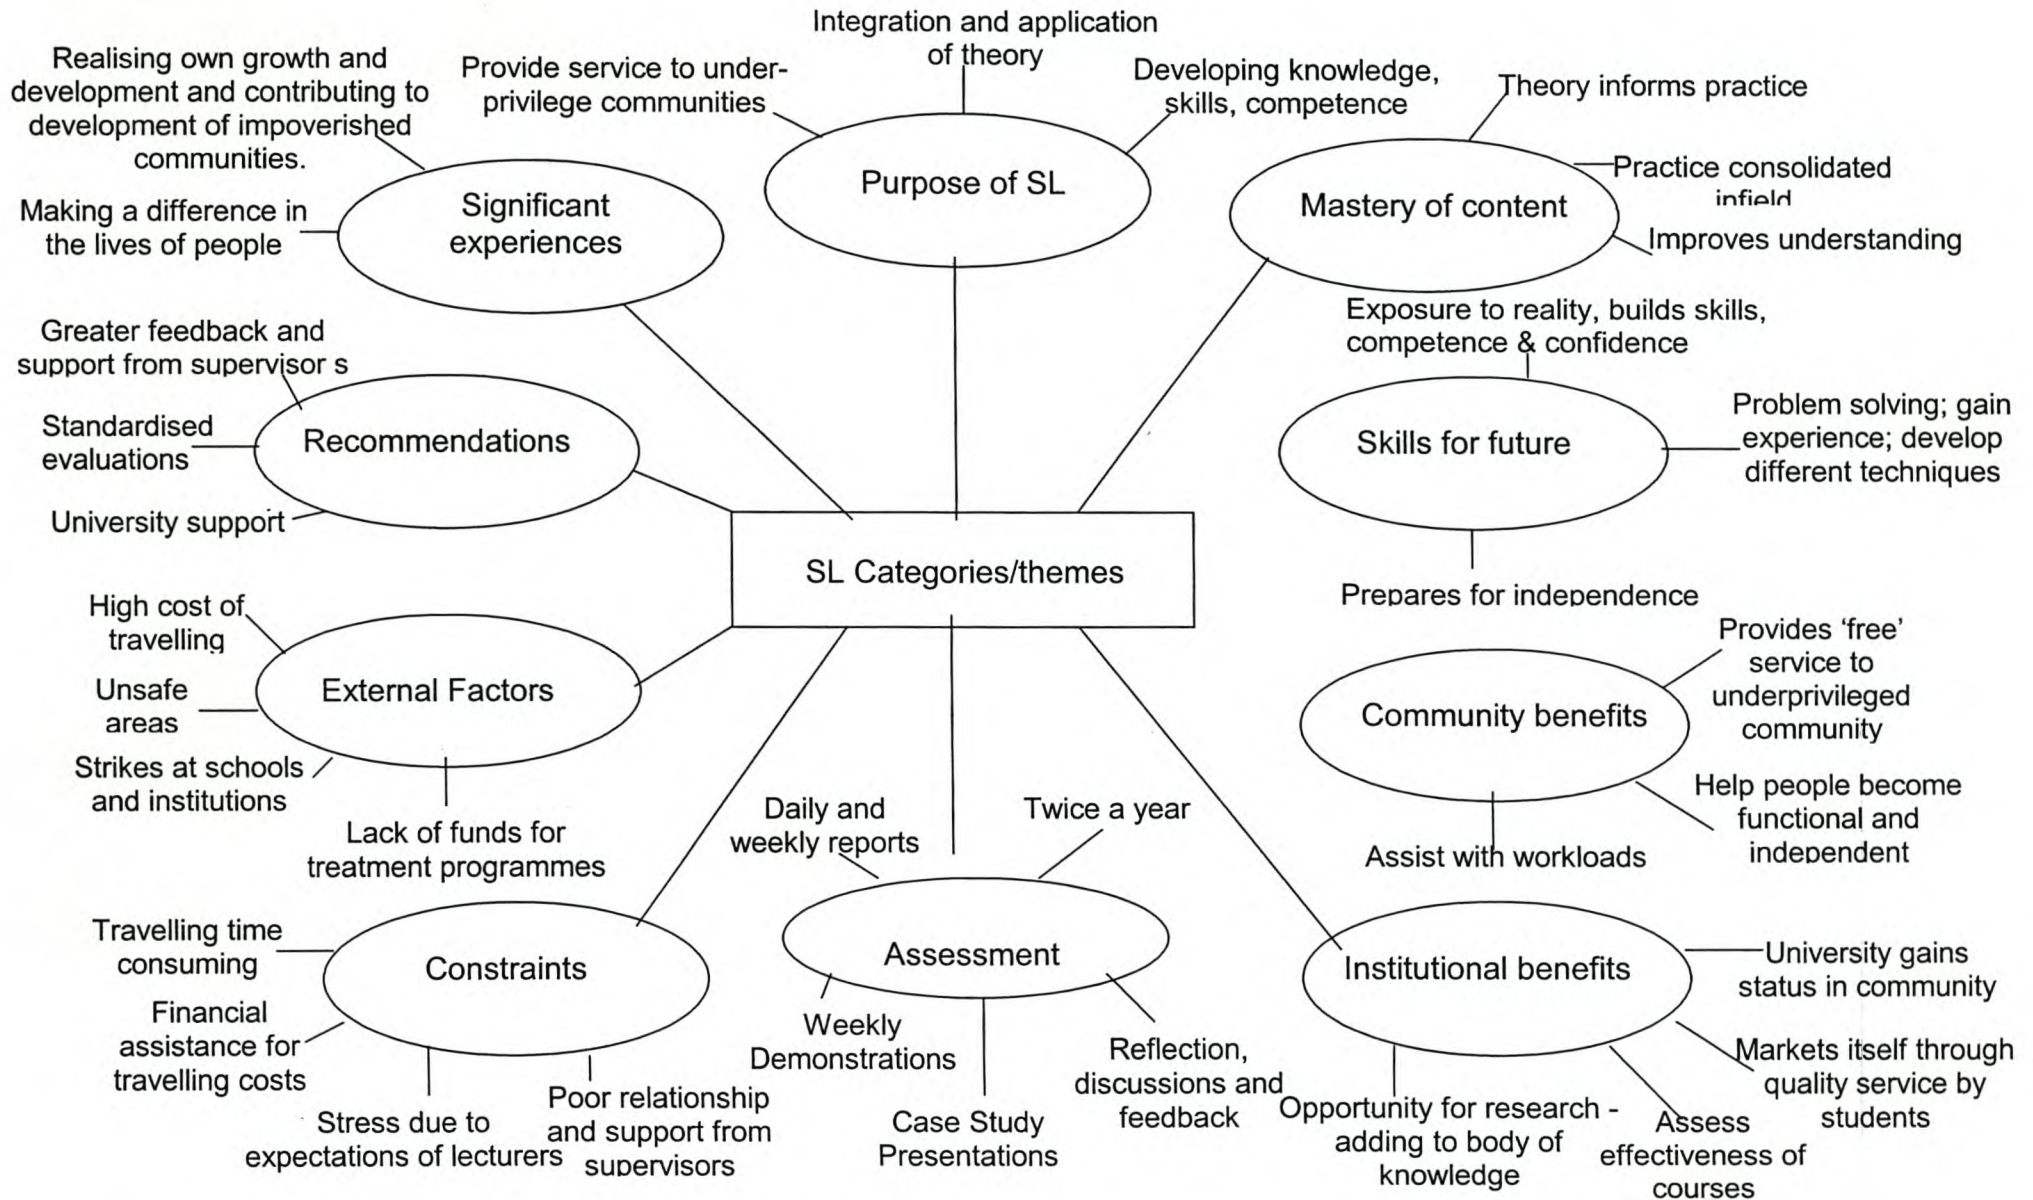 Integration and application
of theory
Provide service to under-
privilege communities
Developing knowledge,
skills, competence
Purpose of SL
Realising own growth and
development and contributing to
development of impoverished
communities.
Making a difference in
the lives of people
Significant
experiences
Theory informs practice
Practice consolidated
infield
Improves understanding
Mastery of content
Greater feedback and
support from supervisor s
Standardised
evaluations
University support
Recommendations
Exposure to reality, builds skills,
competence & confidence
Skills for future
Problem solving; gain
experience; develop
different techniques
Prepares for independence
SL Categories/themes
High cost of
travelling
Unsafe
areas
Strikes at schools
and institutions
Lack of funds for
treatment programmes
External Factors
Provides ‘free’
service to
underprivileged
community
Community benefits
Help people become
functional and
independent
Assist with workloads
Travelling time
consuming
Financial
assistance for
travelling costs
Constraints
Stress due to
expectations of lecturers
Poor relationship
and support from
supervisors
Daily and
weekly reports
Twice a year
Assessment
Weekly
Demonstrations
Case Study
Presentations
Reflection,
discussions and
feedback
Institutional benefits
University gains
status in community
Markets itself through
quality service by
students
Opportunity for research -
adding to body of
knowledge
Assess
effectiveness of
courses